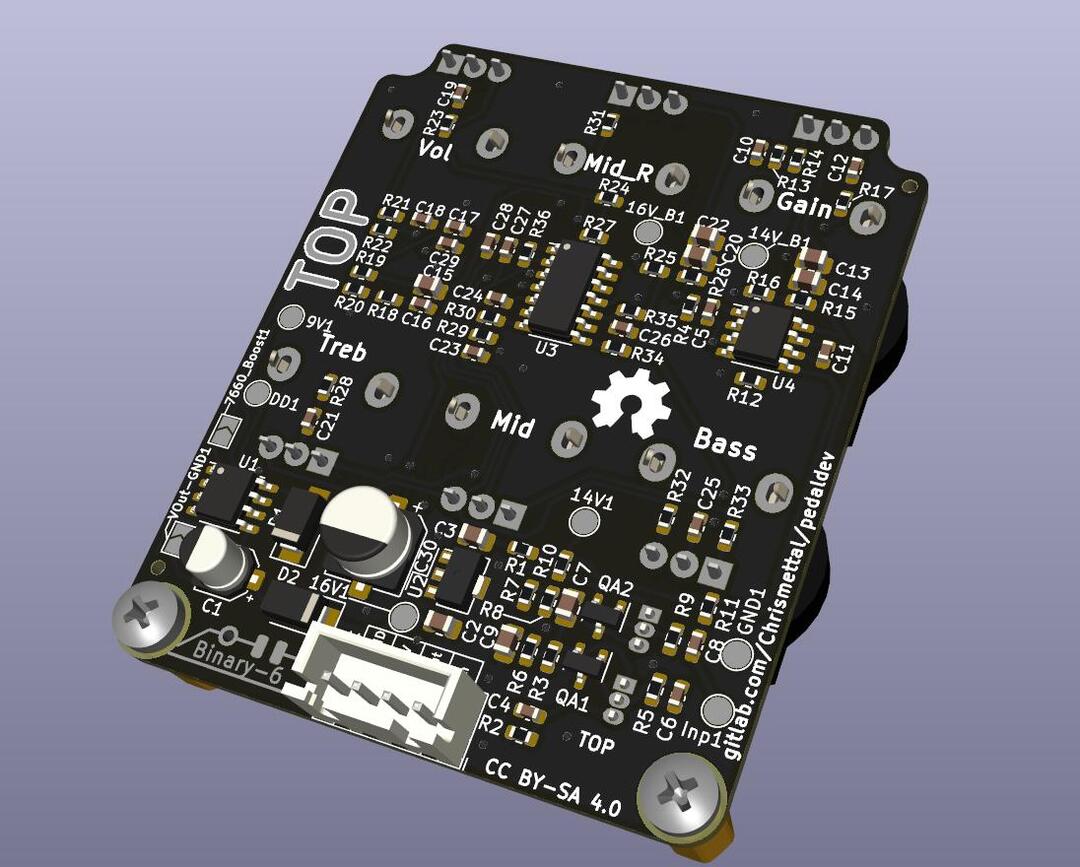 C19
R23
Vol
R31
Mid_R
C10
R13
R14
C12
R17
Gain
R24
TOP
R21
C18
C17
C28
C27
R36
R27
16V_B1
C22
C20
14V_B1
R22
R19
C29
C15
R25
R26
R16
C13
C14
R15
R20
R18
C16
C24
R30
R29
C23
U3
R35
C26
R34
R4
C5
C11
U4
R12
9V1
Treb
7660_Boost1
DD1
R28
C21
Mid
Bass
VOut-GND1
U1
14V1
R32
C25
R33
+
C3
C30
U2
D2
16V1
C1
+
R1
R10
C7
R7
QA2
R8
R9
R11
GND1
C2
C9
C8
R6
R3
QA1
R5
C6
Inp1
C4
R2
Binary-6
TOP
CC BY-SA 4.0
gitlab.com/Chrismettal/pedaldev